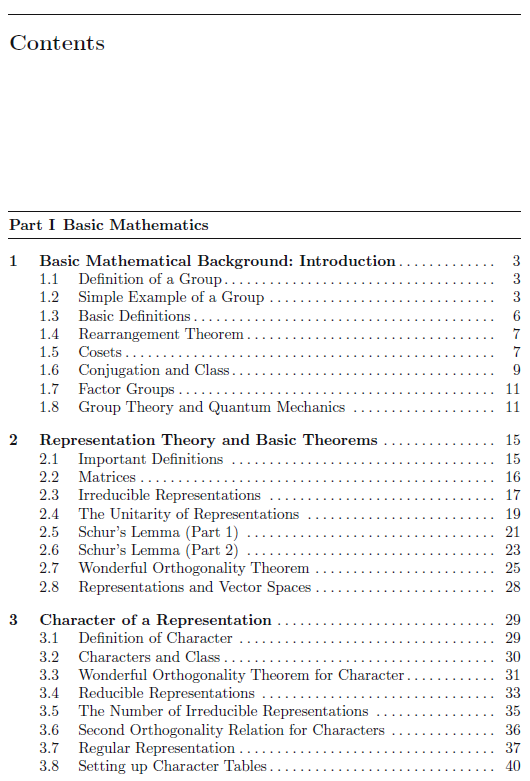 Contents
Part I Basic Mathematics
1 Basic Mathematical Background: Introduction . . . . . . . . . . . . . 3
1.1 Definition of a Group . . . . . . . . . . . . . . . . . . . . . . . . . . . . . . . . . . . . 3
1.2 Simple Example of a Group . . . . . . . . . . . . . . . . . . . . . . . . . . . . . . 3
1.3 Basic Definitions . . . . . . . . . . . . . . . . . . . . . . . . . . . . . . . . . . . . . . . . 6
1.4 Rearrangement Theorem . . . . . . . . . . . . . . . . . . . . . . . . . . . . . . . . . 7
1.5 Cosets . . . . . . . . . . . . . . . . . . . . . . . . . . . . . . . . . . . . . . . . . . . . . . . . . 7
1.6 Conjugation and Class . . . . . . . . . . . . . . . . . . . . . . . . . . . . . . . . . . . 9
1.7 Factor Groups . . . . . . . . . . . . . . . . . . . . . . . . . . . . . . . . . . . . . . . . . . 11
1.8 Group Theory and Quantum Mechanics . . . . . . . . . . . . . . . . . . . 11
2 Representation Theory and Basic Theorems . . . . . . . . . . . . . . . 15
2.1 Important Definitions . . . . . . . . . . . . . . . . . . . . . . . . . . . . . . . . . . . 15
2.2 Matrices . . . . . . . . . . . . . . . . . . . . . . . . . . . . . . . . . . . . . . . . . . . . . . . 16
2.3 Irreducible Representations . . . . . . . . . . . . . . . . . . . . . . . . . . . . . . 17
2.4 The Unitarity of Representations . . . . . . . . . . . . . . . . . . . . . . . . . 19
2.5 Schur's Lemma (Part 1) . . . . . . . . . . . . . . . . . . . . . . . . . . . . . . . . . 21
2.6 Schur's Lemma (Part 2) . . . . . . . . . . . . . . . . . . . . . . . . . . . . . . . . . 23
2.7 Wonderful Orthogonality Theorem . . . . . . . . . . . . . . . . . . . . . . . . 25
2.8 Representations and Vector Spaces . . . . . . . . . . . . . . . . . . . . . . . . 28
3 Character of a Representation . . . . . . . . . . . . . . . . . . . . . . . . . . . . . 29
3.1 Definition of Character . . . . . . . . . . . . . . . . . . . . . . . . . . . . . . . . . . 29
3.2 Characters and Class . . . . . . . . . . . . . . . . . . . . . . . . . . . . . . . . . . . . 30
3.3 Wonderful Orthogonality Theorem for Character . . . . . . . . . . . . 31
3.4 Reducible Representations . . . . . . . . . . . . . . . . . . . . . . . . . . . . . . . 33
3.5 The Number of Irreducible Representations . . . . . . . . . . . . . . . . 35
3.6 Second Orthogonality Relation for Characters . . . . . . . . . . . . . . 36
3.7 Regular Representation . . . . . . . . . . . . . . . . . . . . . . . . . . . . . . . . . . 37
3.8 Setting up Character Tables . . . . . . . . . . . . . . . . . . . . . . . . . . . . . . 40